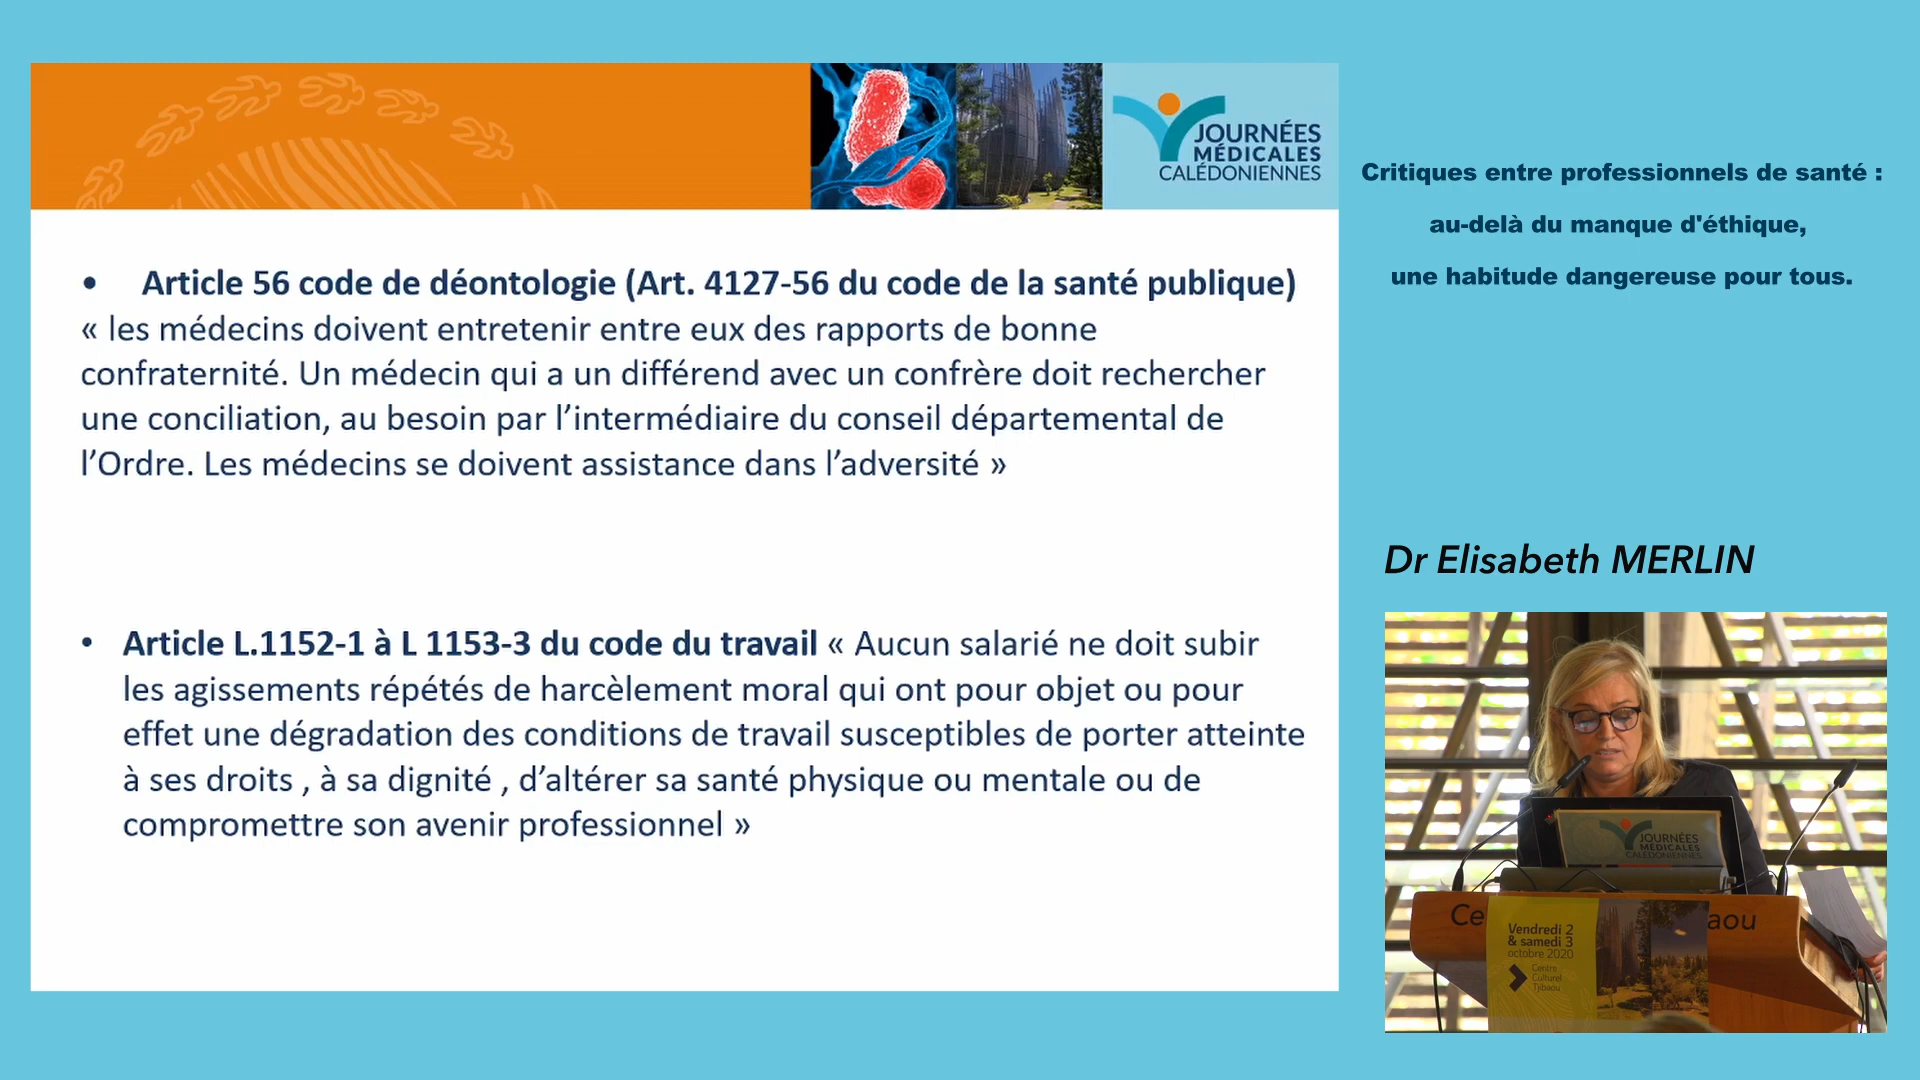 JOURNÉES
MÉDICALES
CALÉDONIENNES
• Article 56 code de déontologie (Art. 4127-56 du code de la santé publique)
« les médecins doivent entretenir entre eux des rapports de bonne
confraternité. Un médecin qui a un différend avec un confrère doit rechercher
une conciliation, au besoin par l’intermédiaire du conseil départemental de
l’Ordre. Les médecins se doivent assistance dans l’adversité »
• Article L.1152-1 à L 1153-3 du code du travail « Aucun salarié ne doit subir
les agissements répétés de harcèlement moral qui ont pour objet ou pour
effet une dégradation des conditions de travail susceptibles de porter atteinte
à ses droits , à sa dignité , d’altérer sa santé physique ou mentale ou de
compromettre son avenir professionnel »
Critiques entre professionnels de santé :
au-delà du manque d'éthique,
une habitude dangereuse pour tous.
Dr Elisabeth MERLIN
JOURNÉES
MÉDICALES
CALÉDONIENNES
Ce
aou
Vendredi 2
& samedi 3
octobre 2020
Centre
Culturel
Tjibaou